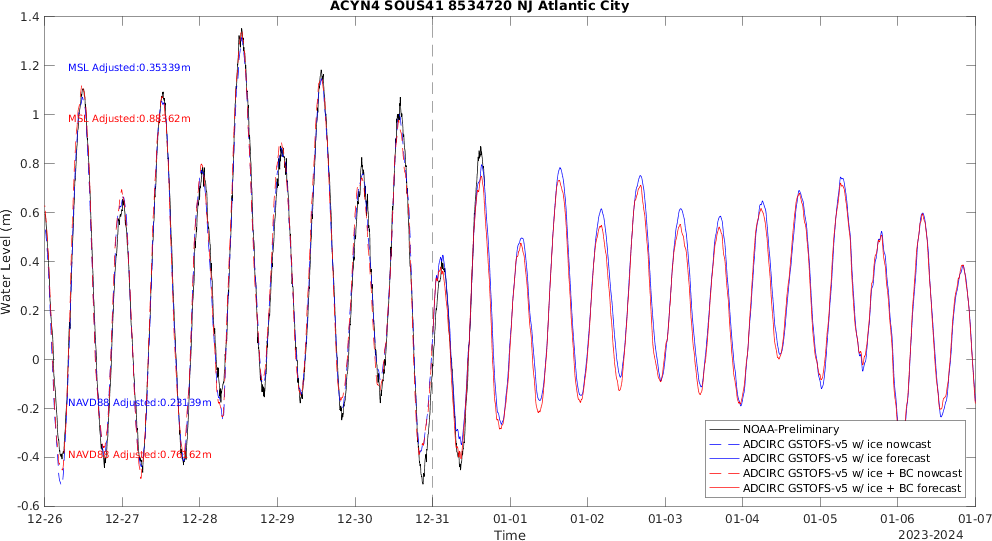 ACYN4 SOUS41 8534720 NJ Atlantic City
1.4
1.2
1
0.8
0.6
0.4
0.2
0
-0.2
-0.4
-0.6
Water Level (m)
MSL Adjusted:0.35339m
MSL Adjusted:0.88362m
NAVD88 Adjusted:0.23139m
NAVD88 Adjusted:0.76162m
NOAA-Preliminary
ADCIRC GSTOFS-v5 w/ ice nowcast
ADCIRC GSTOFS-v5 w/ ice forecast
ADCIRC GSTOFS-v5 w/ ice + BC nowcast
ADCIRC GSTOFS-v5 w/ ice + BC forecast
12-26 12-27 12-28 12-29 12-30 12-31 01-01 01-02 01-03 01-04 01-05 01-06 01-07
Time
2023-2024